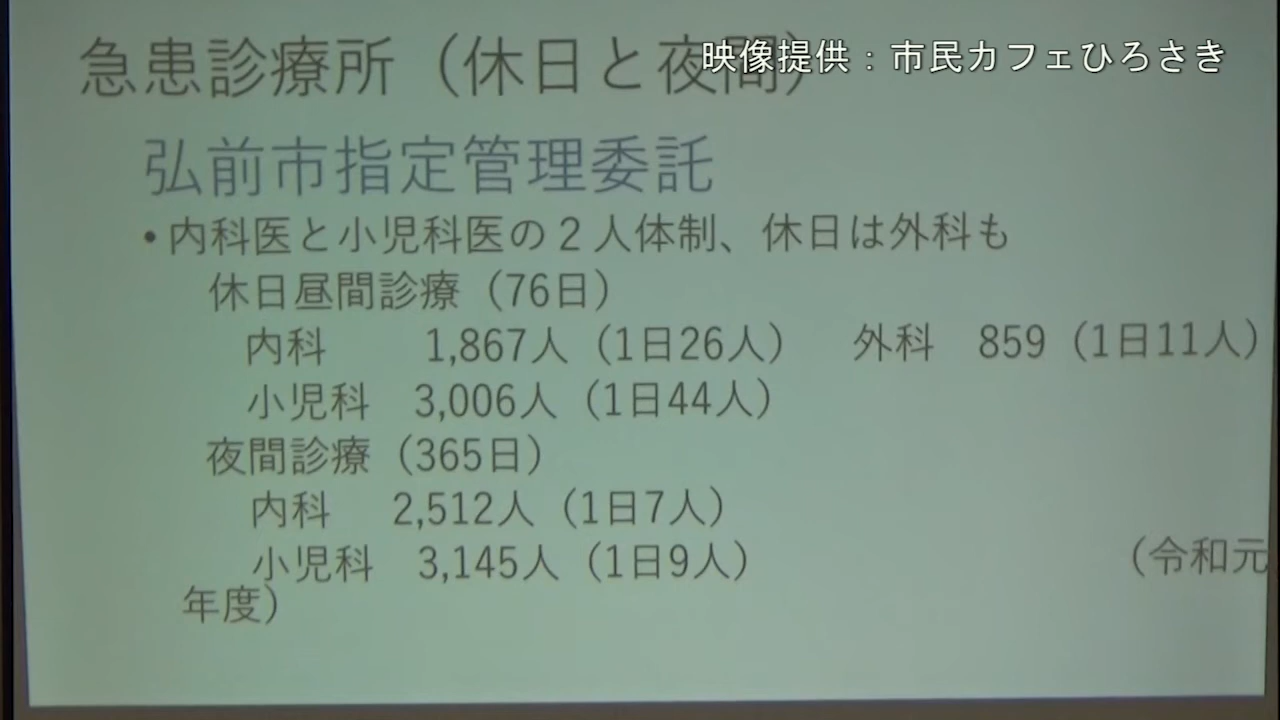 急患診療所（休日と夜間）
映像提供：市民カフェひろさき
弘前市指定管理委託
•内科医と小児科医の２人体制、休日は外科も
休日昼間診療（76日）
内科　1,867人（1日26人）　外科　859（1日11人）
小児科　3,006人（1日44人）
夜間診療（365日）
内科　2,512人（1日7人）
小児科　3,145人（1日9人）　（令和元
年度）